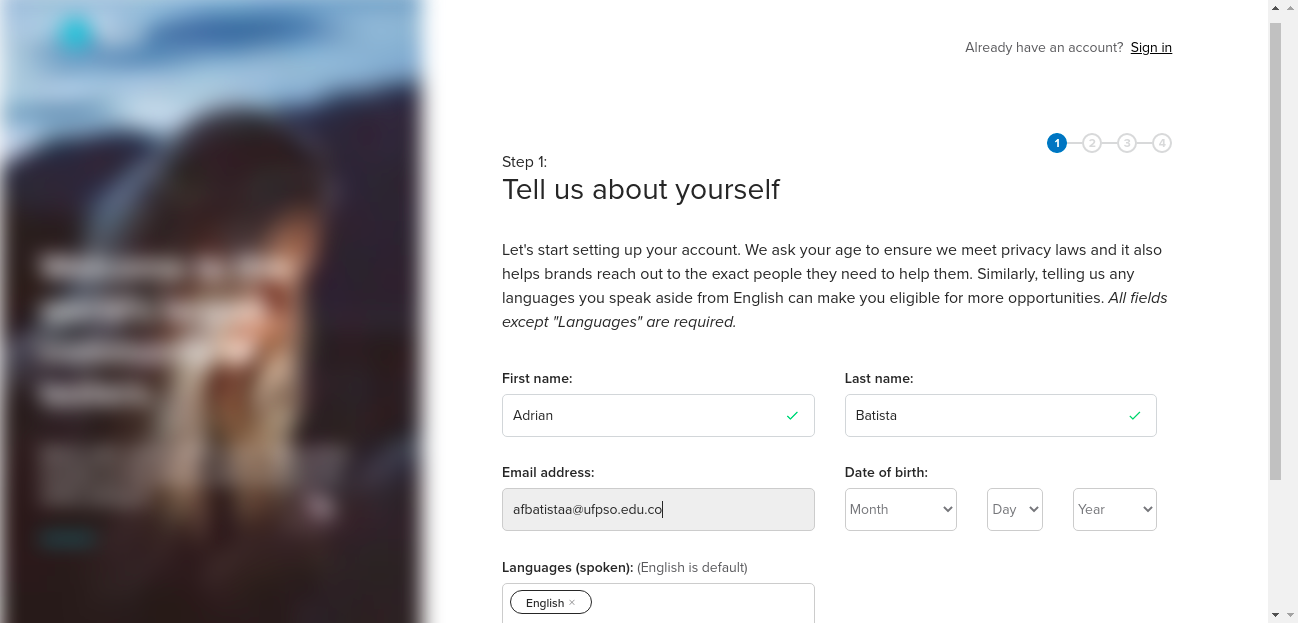 Already have an account? Sign in
1 2 3 4
Step 1:
Tell us about yourself
Let's start setting up your account. We ask your age to ensure we meet privacy laws and it also
helps brands reach out to the exact people they need to help them. Similarly, telling us any
languages you speak aside from English can make you eligible for more opportunities. All fields
except "Languages" are required.
First name: Last name:
Adrian Batista
Email address: Date of birth:
afbatistaa@ufpso.edu.co Month Day Year
Languages (spoken): (English is default)
English ×